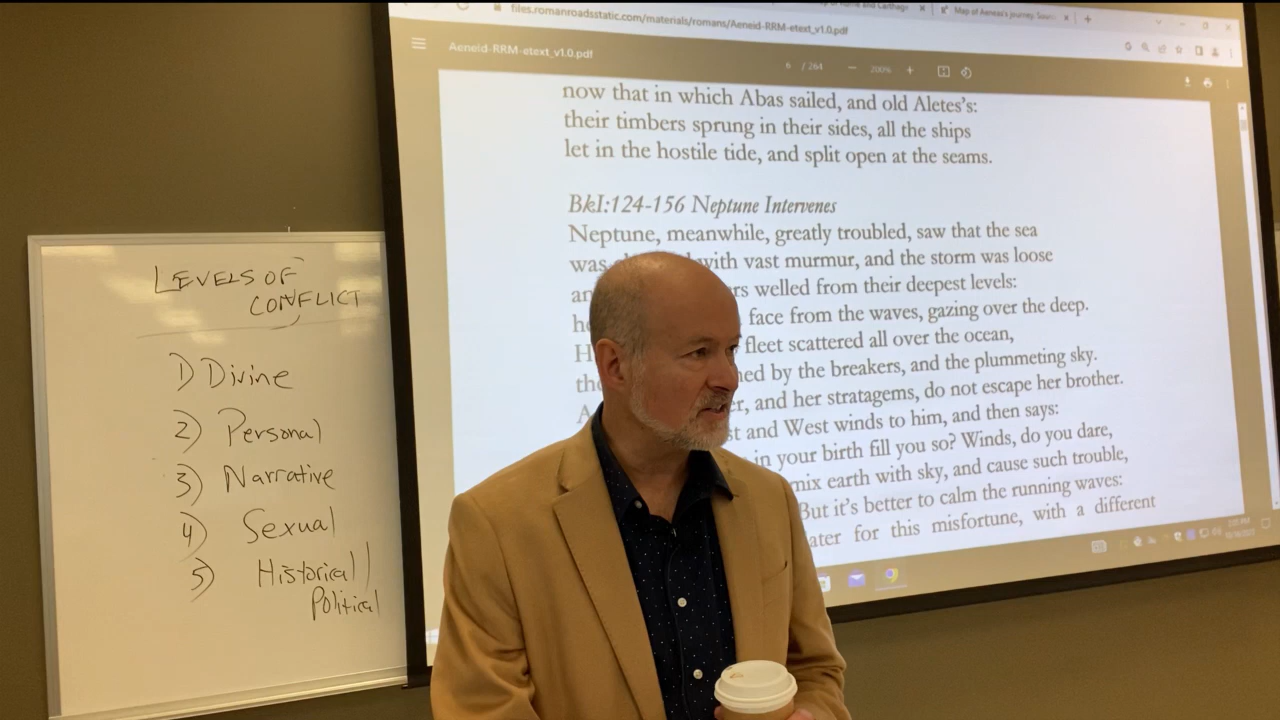 LEVELS OF
CONFLICT
1) Divine
2) Personal
3) Narrative
4) Sexual
5) Historical/
Political
files.romanroadsstatic.com/materials/romans/Aeneid-RRM-etext_v1.0.pdf
Map of Aeneas's journey.
Aeneid-RRM-etext_v1.0.pdf
6 / 264
200%
now that in which Abas sailed, and old Aletes's:
their timbers sprung in their sides, all the ships
let in the hostile tide, and split open at the seams.
BkI:124-156 Neptune Intervenes
Neptune, meanwhile, greatly troubled, saw that the sea
was with vast murmur, and the storm was loose
welled from their deepest levels:
face from the waves, gazing over the deep.
fleet scattered all over the ocean,
by the breakers, and the plummeting sky.
and her stratagems, do not escape her brother.
and West winds to him, and then says:
in your birth fill you so? Winds, do you dare,
mix earth with sky, and cause such trouble,
But it's better to calm the running waves:
for this misfortune, with a different